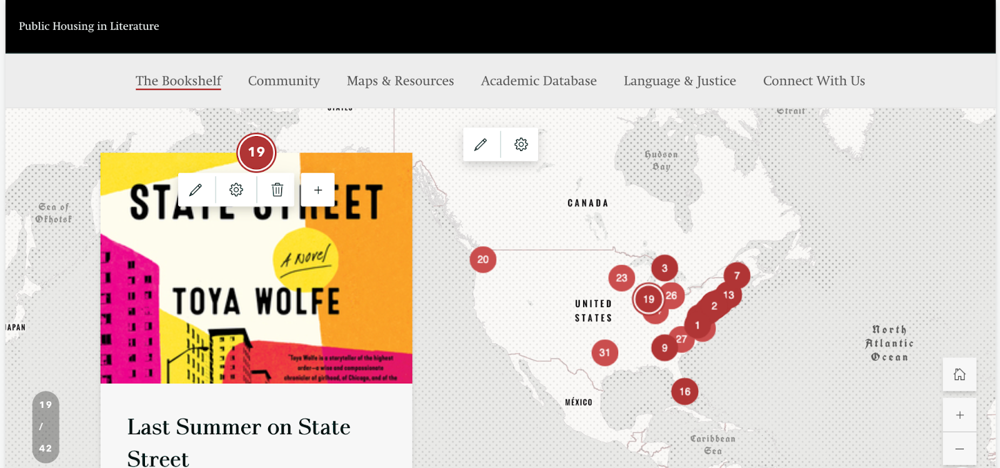 Public Housing in Literature
The Bookshelf
Community
Maps & Resources
Academic Database
Language & Justice
Connect With Us
STATES
Strait
19
STATE STREET
A Novel
TOYA WOLFE
"Toya Wolfe is a storyteller of the highest
order—a wise and compassionate
chronicler of girlhood, of Chicago, and of the
Last Summer on State
Street
19
/
42
Sea of
Okhotsk
JAPAN
Hudson
Bay
CANADA
UNITED
STATES
MÉXICO
North
Atlantic
Ocean
Caribbean
Sea
20
23
3
7
19
26
13
2
1
27
9
31
16